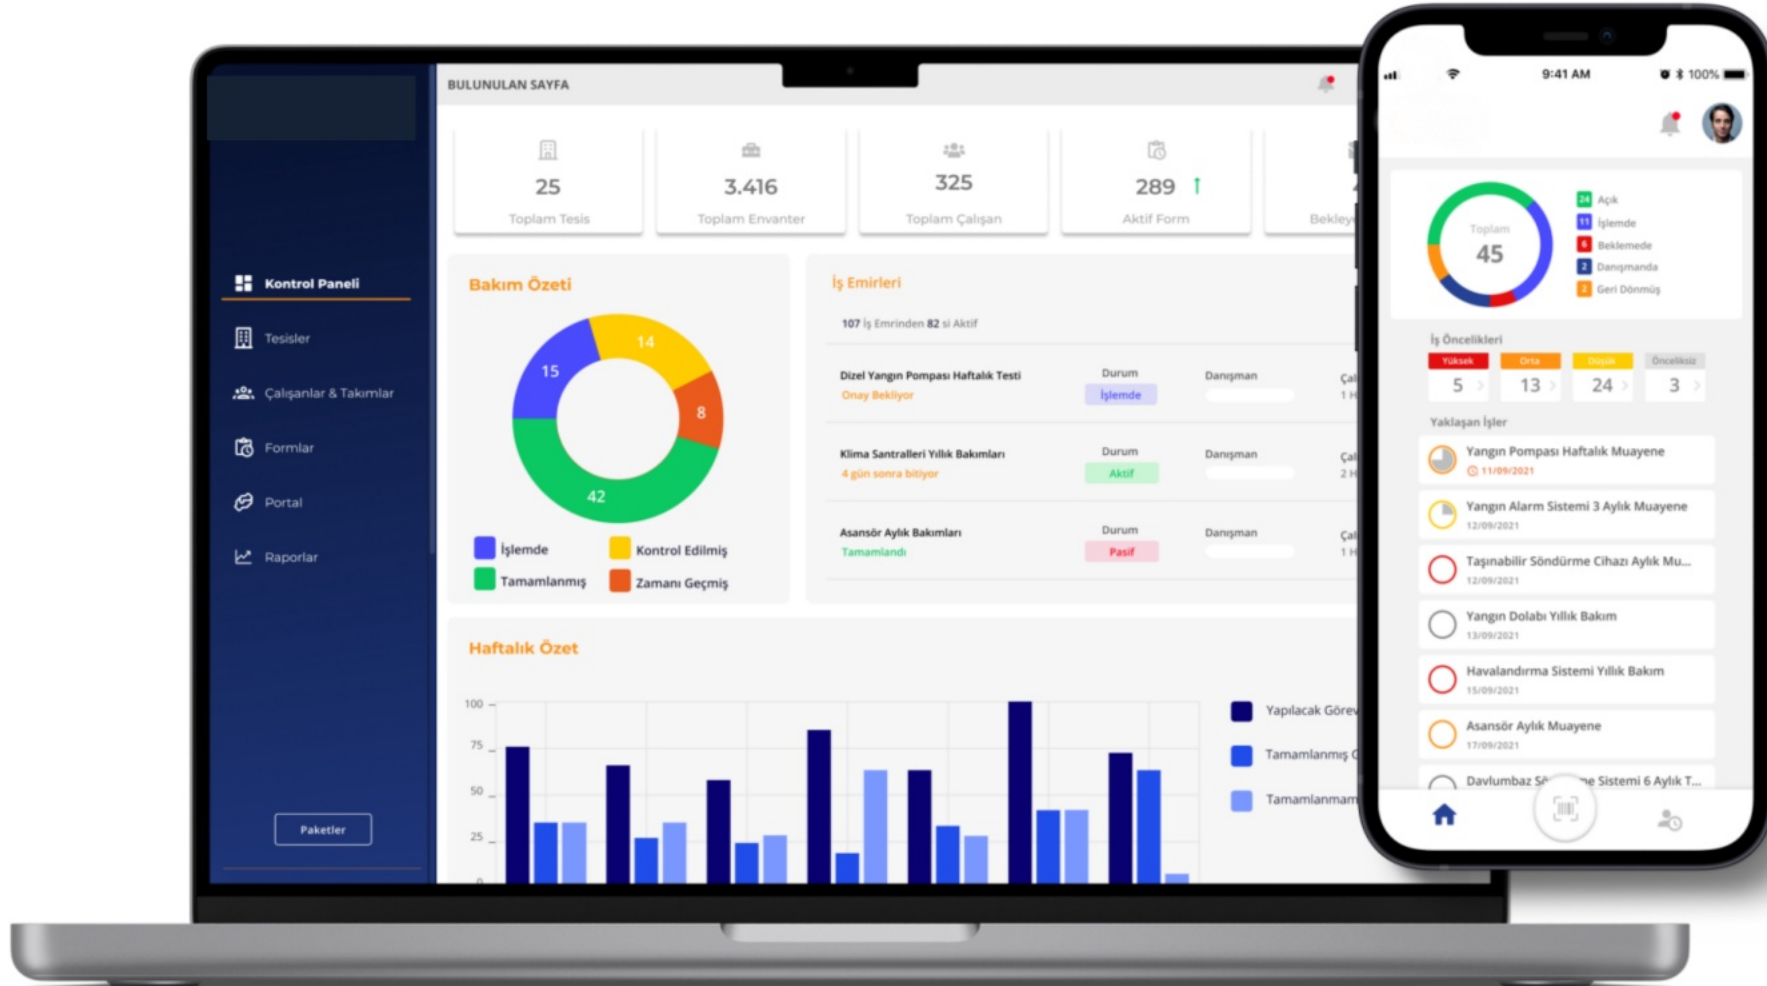 BULUNULAN SAYFA
25
Toplam Tesis
3.416
Toplam Envanter
325
Toplam Çalışan
289
Aktif Form
Kontrol Paneli
Tesisler
Çalışanlar & Takımlar
Formlar
Portal
Raporlar
Paketler
Bakım Özeti
15
14
8
42
İşlemde
Kontrol Edilmiş
Tamamlanmış
Zamanı Geçmiş
İş Emirleri
107 İş Emrinden 82 si Aktif
Dizel Yangın Pompası Haftalık Testi
Onay Bekliyor
Durum
İşlemde
Danışman
Klima Santralleri Yıllık Bakımları
4 gün sonra bitiyor
Durum
Aktif
Danışman
Asansör Aylık Bakımları
Tamamlandı
Durum
Pasif
Danışman
Haftalık Özet
100
75
50
25
0
Yapılacak Görev
Tamamlanmış
9:41 AM
100%
Toplam
45
24 Açık
11 İşlemde
6 Beklemede
2 Danışmanda
2 Geri Dönmüş
İş Öncelikleri
Yüksek
5
Orta
13
Düşük
24
Önceliksiz
3
Yaklaşan İşler
Yangın Pompası Haftalık Muayene
11/09/2021
Yangın Alarm Sistemi 3 Aylık Muayene
12/09/2021
Taşınabilir Söndürme Cihazı Aylık Mu...
12/09/2021
Yangın Dolabı Yıllık Bakım
13/09/2021
Havalandırma Sistemi Yıllık Bakım
15/09/2021
Asansör Aylık Muayene
17/09/2021
Davlumbaz Sistemi 6 Aylık T...